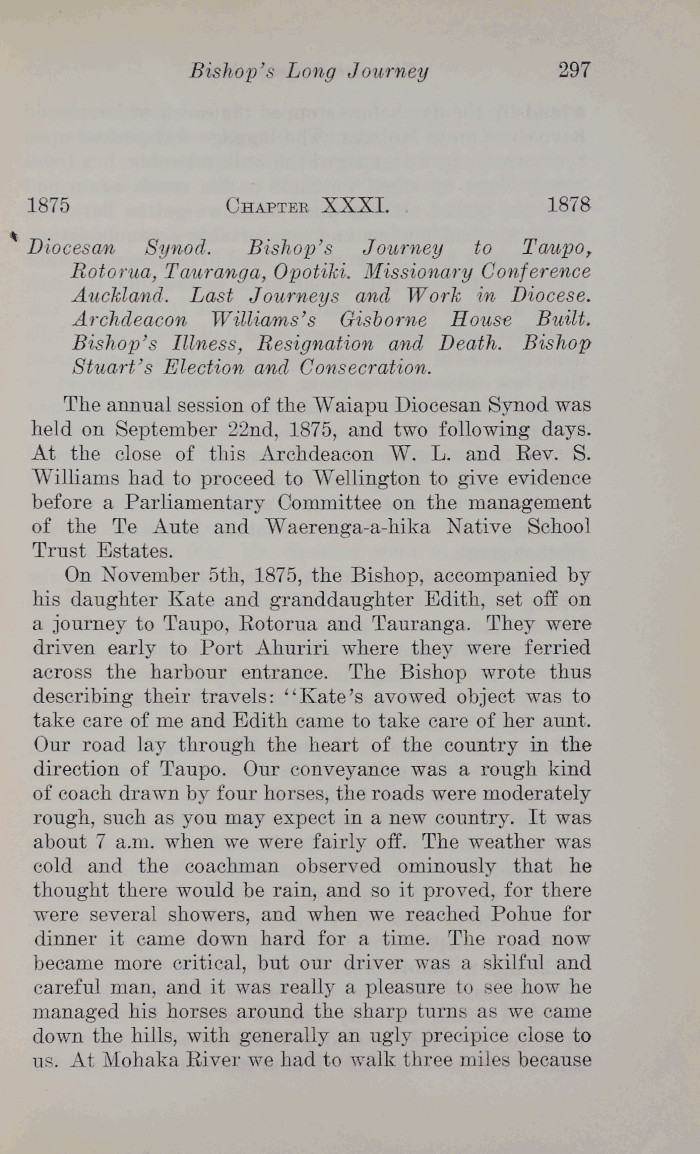 Bishop's Long Journey 297
1875 CHAPTER XXXI. 1878
Diocesan Synod. Bishop's Journey to Taupo,
Rotorua, Tauranga, Opotiki. Missionary Conference
Auckland. Last Journeys and Work in Diocese.
Archdeacon Williams's Gisborne House Built.
Bishop's Illness, Resignation and Death. Bishop
Stuart's Election and Consecration.
The annual session of the Waiapu Diocesan Synod was
held on September 22nd, 1875, and two following days.
At the close of this Archdeacon W. L. and Rev. S.
Williams had to proceed to Wellington to give evidence
before a Parliamentary Committee on the management
of the Te Aute and Waerenga-a-hika Native School
Trust Estates.
On November 5th, 1875, the Bishop, accompanied by
his daughter Kate and granddaughter Edith, set off on
a journey to Taupo, Rotorua and Tauranga. They were
driven early to Port Ahuriri where they were ferried
across the harbour entrance. The Bishop wrote thus
describing their travels: "Kate's avowed object was to
take care of me and Edith came to take care of her aunt.
Our road lay through the heart of the country in the
direction of Taupo. Our conveyance was a rough kind
of coach drawn by four horses, the roads were moderately
rough, such as you may expect in a new country. It was
about 7 a.m. when we were fairly off. The weather was
cold and the coachman observed ominously that he
thought there would be rain, and so it proved, for there
were several showers, and when we reached Pohue for
dinner it came down hard for a time. The road now
became more critical, but our driver was a skilful and
careful man, and it was really a pleasure to see how he
managed his horses around the sharp turns as we came
down the hills, with generally an ugly precipice close to
us. At Mohaka River we had to walk three miles because